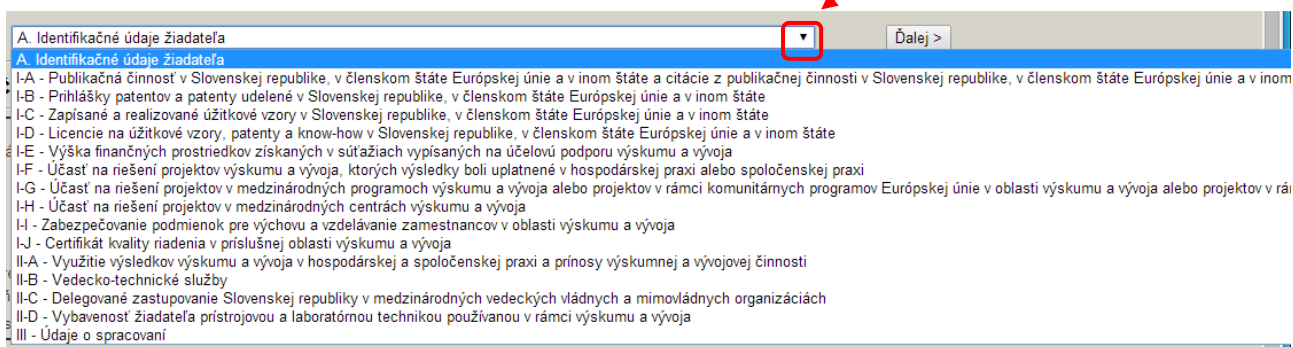 A. Identifikačné údaje žiadateľa ▼ Ďalej >
A. Identifikačné údaje žiadateľa
I-A - Publikačná činnosť v Slovenskej republike, v členskom štáte Európskej únie a v inom štáte a citácie z publikačnej činnosti v Slovenskej republike, v členskom štáte Európskej únie a v inom
I-B - Prihlášky patentov a patenty udelené v Slovenskej republike, v členskom štáte Európskej únie a v inom štáte
I-C - Zapísané a realizované úžitkové vzory v Slovenskej republike, v členskom štáte Európskej únie a v inom štáte
I-D - Licencie na úžitkové vzory, patenty a know-how v Slovenskej republike, v členskom štáte Európskej únie a v inom štáte
I-E - Výška finančných prostriedkov získaných v súťažiach vypísaných na účelovú podporu výskumu a vývoja
I-F - Účasť na riešení projektov výskumu a vývoja, ktorých výsledky boli uplatnené v hospodárskej praxi alebo spoločenskej praxi
I-G - Účasť na riešení projektov v medzinárodných programoch výskumu a vývoja alebo projektov v rámci komunitárnych programov Európskej únie v oblasti výskumu a vývoja alebo projektov v rá
I-H - Účasť na riešení projektov v medzinárodných centrách výskumu a vývoja
I-I - Zabezpečovanie podmienok pre výchovu a vzdelávanie zamestnancov v oblasti výskumu a vývoja
I-J - Certifikát kvality riadenia v príslušnej oblasti výskumu a vývoja
II-A - Využitie výsledkov výskumu a vývoja v hospodárskej a spoločenskej praxi a prínosy výskumnej a vývojovej činnosti
II-B - Vedecko-technické služby
II-C - Delegované zastupovanie Slovenskej republiky v medzinárodných vedeckých vládnych a mimovládnych organizáciách
II-D - Vybavenosť žiadateľa prístrojovou a laboratórnou technikou používanou v rámci výskumu a vývoja
III - Údaje o spracovaní